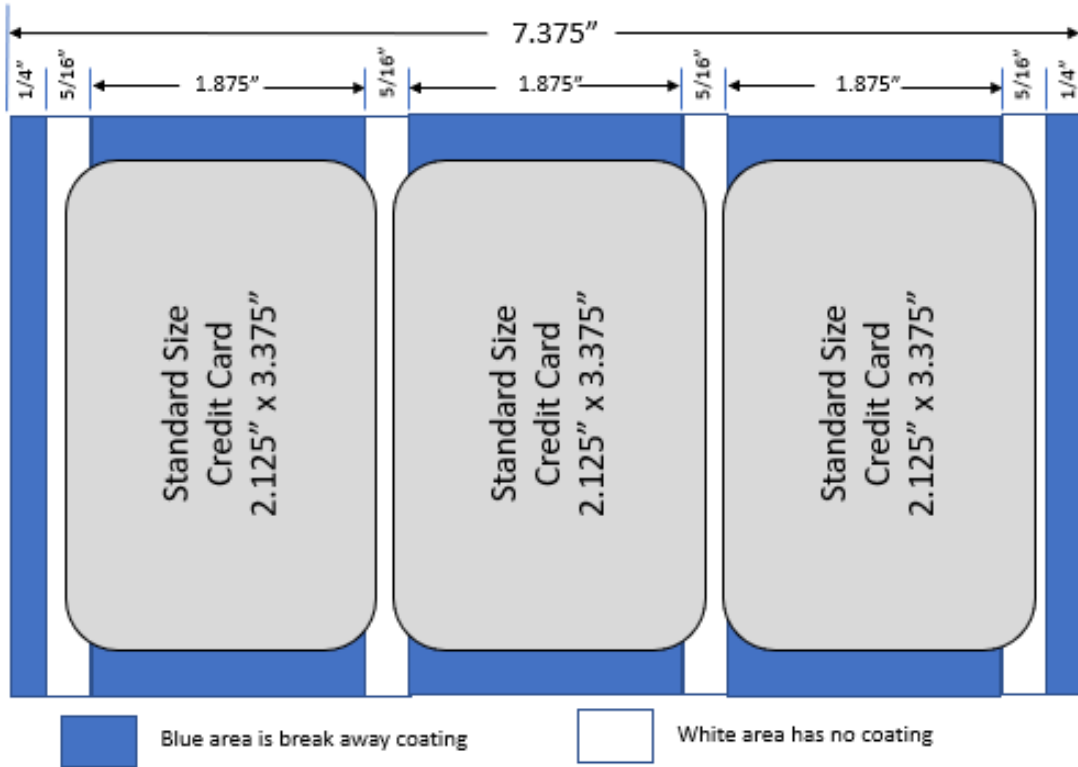 7.375”
1/4” 5/16” 1.875” 5/16” 1.875” 5/16” 1.875” 5/16” 1/4”
Standard Size
Credit Card
2.125” x 3.375”
Standard Size
Credit Card
2.125” x 3.375”
Standard Size
Credit Card
2.125” x 3.375”
Blue area is break away coating
White area has no coating